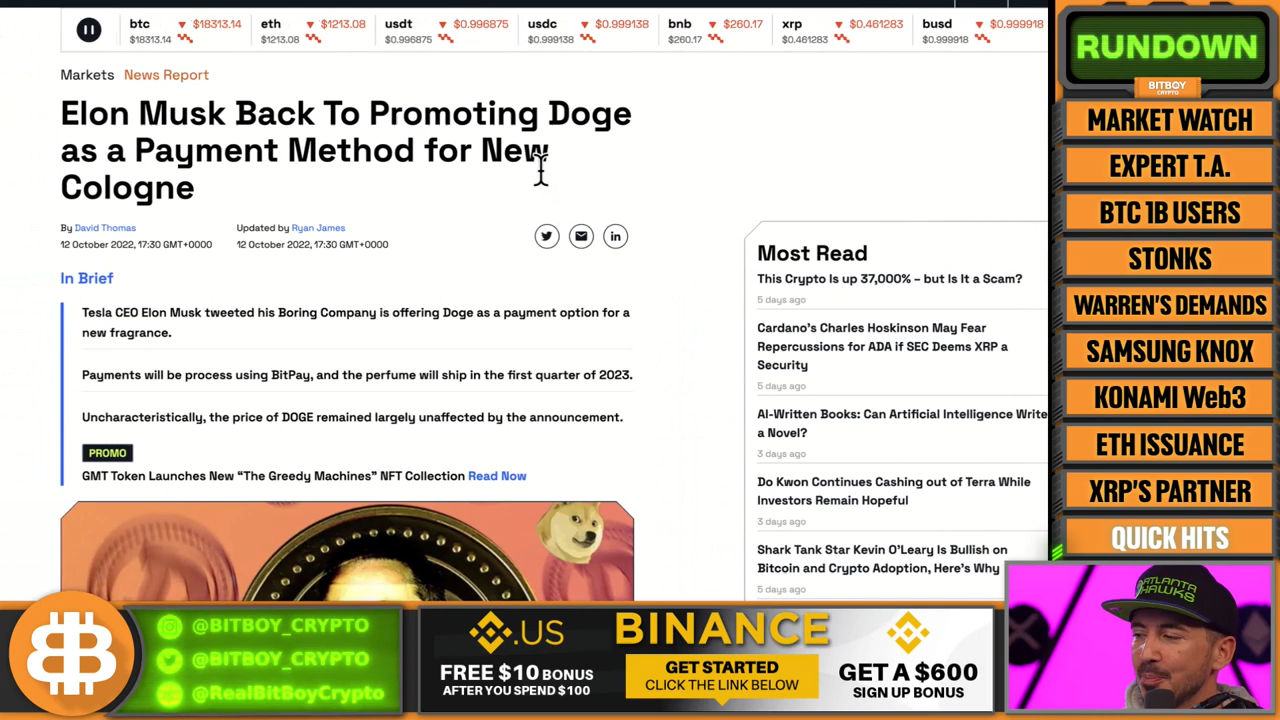 btc $18313.14
$18313.14
eth $1213.08
$1213.08
usdt $0.996875
$0.996875
usdc $0.999138
$0.999138
bnb $260.17
$260.17
xrp $0.461283
$0.461283
busd $0.999918
$0.999918
Markets News Report
Elon Musk Back To Promoting Doge
as a Payment Method for New
Cologne
By David Thomas
12 October 2022, 17:30 GMT+0000
Updated by Ryan James
12 October 2022, 17:30 GMT+0000
In Brief
Tesla CEO Elon Musk tweeted his Boring Company is offering Doge as a payment option for a
new fragrance.
Payments will be process using BitPay, and the perfume will ship in the first quarter of 2023.
Uncharacteristically, the price of DOGE remained largely unaffected by the announcement.
PROMO
GMT Token Launches New “The Greedy Machines” NFT Collection Read Now
Most Read
This Crypto Is up 37,000% – but Is It a Scam?
5 days ago
Cardano’s Charles Hoskinson May Fear
Repercussions for ADA if SEC Deems XRP a
Security
5 days ago
AI-Written Books: Can Artificial Intelligence Write
a Novel?
3 days ago
Do Kwon Continues Cashing out of Terra While
Investors Remain Hopeful
3 days ago
Shark Tank Star Kevin O’Leary Is Bullish on
Bitcoin and Crypto Adoption, Here’s Why
5 days ago
RUNDOWN
BITBOY
CRYPTO
MARKET WATCH
EXPERT T.A.
BTC 1B USERS
STONKS
WARREN'S DEMANDS
SAMSUNG KNOX
KONAMI Web3
ETH ISSUANCE
XRP'S PARTNER
QUICK HITS
ATLANTA
HAWKS
@BITBOY_CRYPTO
@BITBOY_CRYPTO
@RealBitBoyCrypto
.US
FREE $10 BONUS
AFTER YOU SPEND $100
BINANCE
GET STARTED
CLICK THE LINK BELOW
GET A $600
SIGN UP BONUS